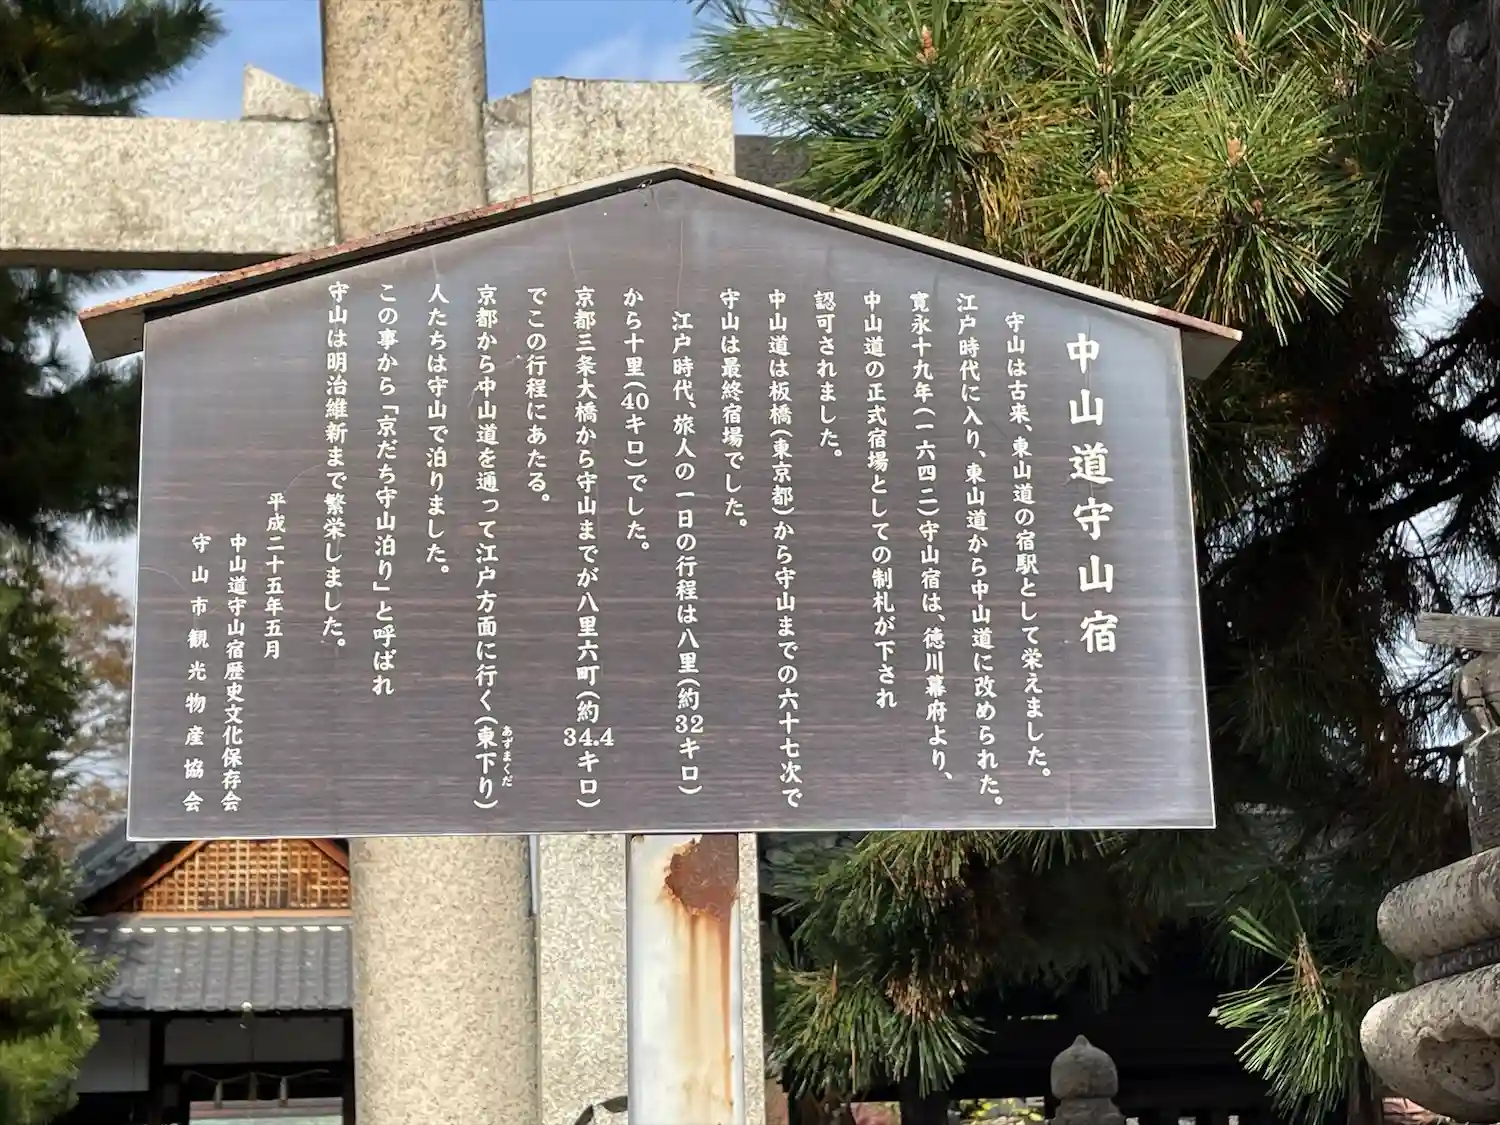 中山道守山宿
守山は古来、東山道の宿駅として栄えました。
江戸時代に入り、東山道から中山道に改められた。
寛永十九年(一六四二)守山宿は、徳川幕府より、
中山道の正式宿場としての制札が下され
認可されました。
中山道は板橋(東京都)から守山までの六十七次で
守山は最終宿場でした。
江戸時代、旅人の一日の行程は八里(約32キロ)
から十里(40キロ)でした。
京都三条大橋から守山までが八里六町(約34.4キロ)
でこの行程にあたる。
京都から中山道を通って江戸方面に行く(東下り)
あずまくだ
人たちは守山で泊りました。
この事から「京だち守山泊り」と呼ばれ
守山は明治維新まで繁栄しました。
平成二十五年五月
中山道守山宿歴史文化保存会
守山市観光物産協会